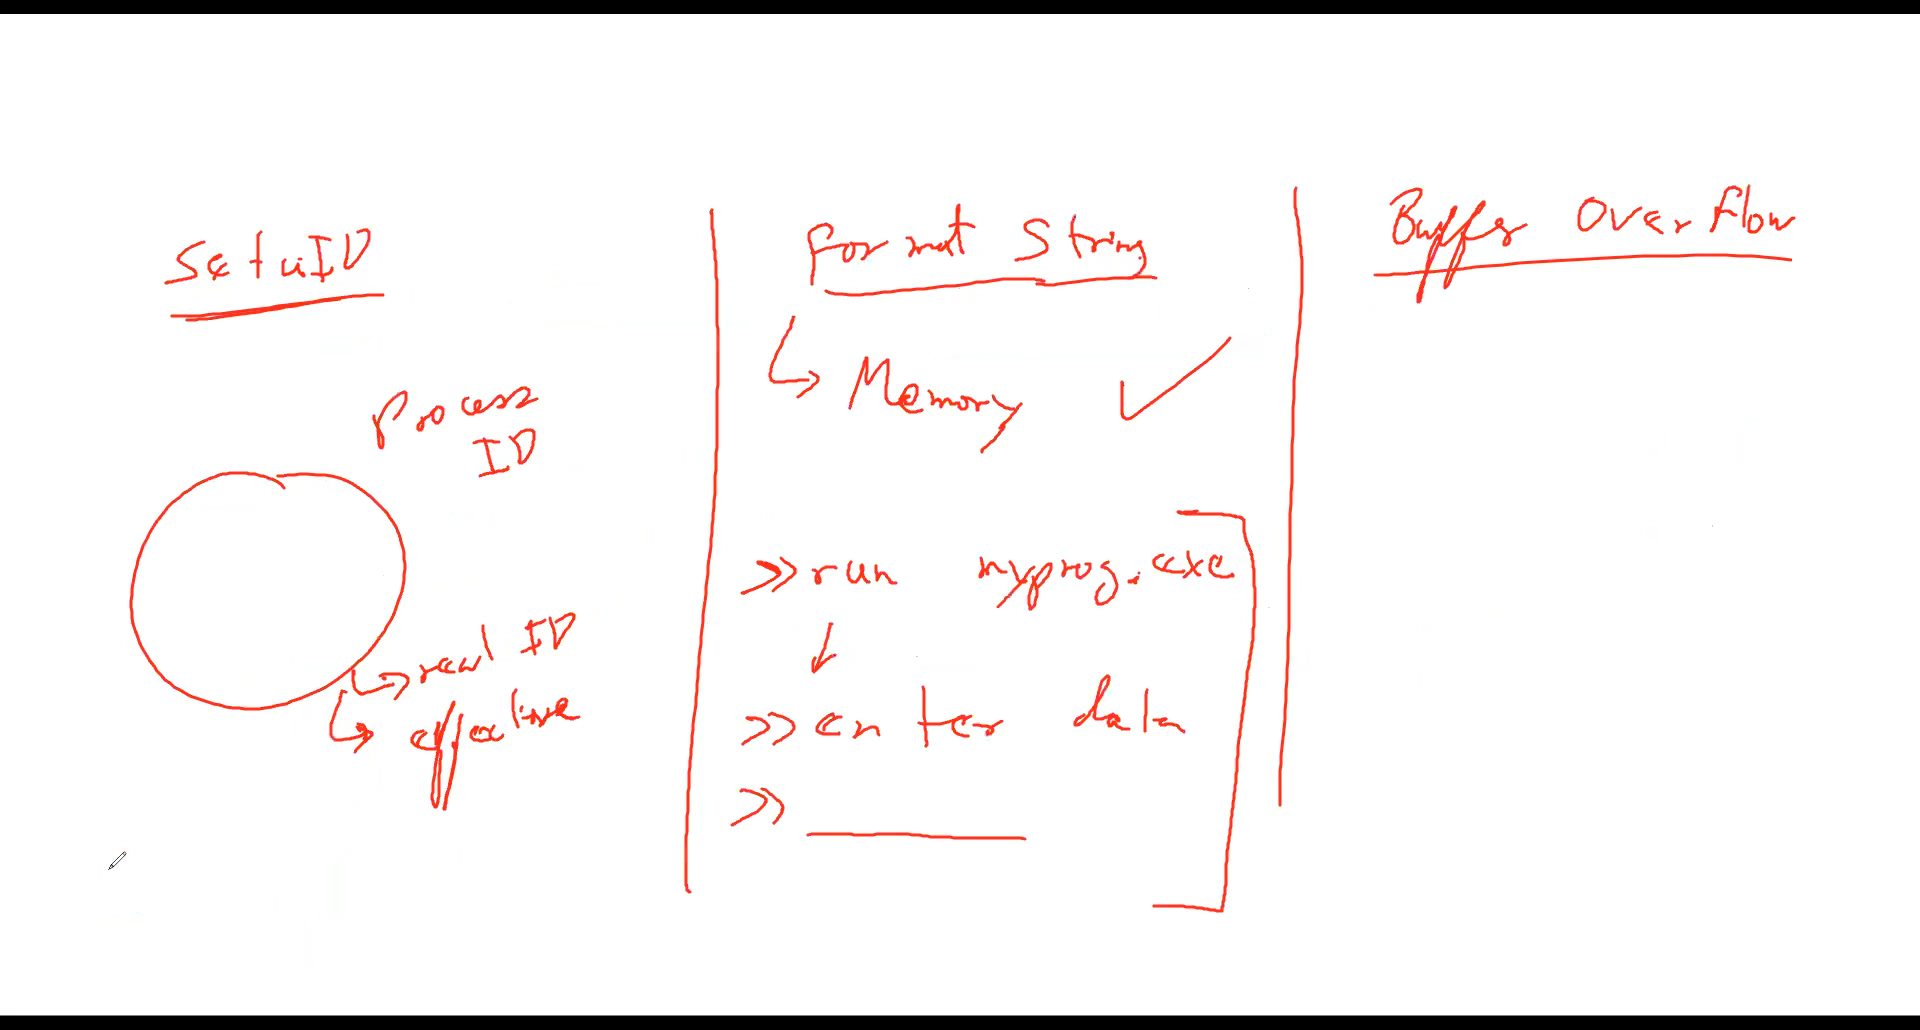 SetuID
Process
ID
real ID
effective
Format String
Memory
>> run myprog.exe
>> enter data
>>
Buffer Overflow